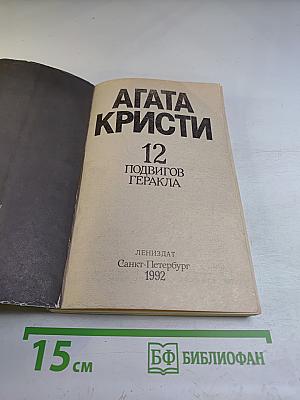 АГАТА
КРИСТИ
12
ПОДВИГОВ
ГЕРАКЛА
ЛЕНИЗДАТ
Санкт-Петербург
1992
15 см
БФ БИБЛИОФАН